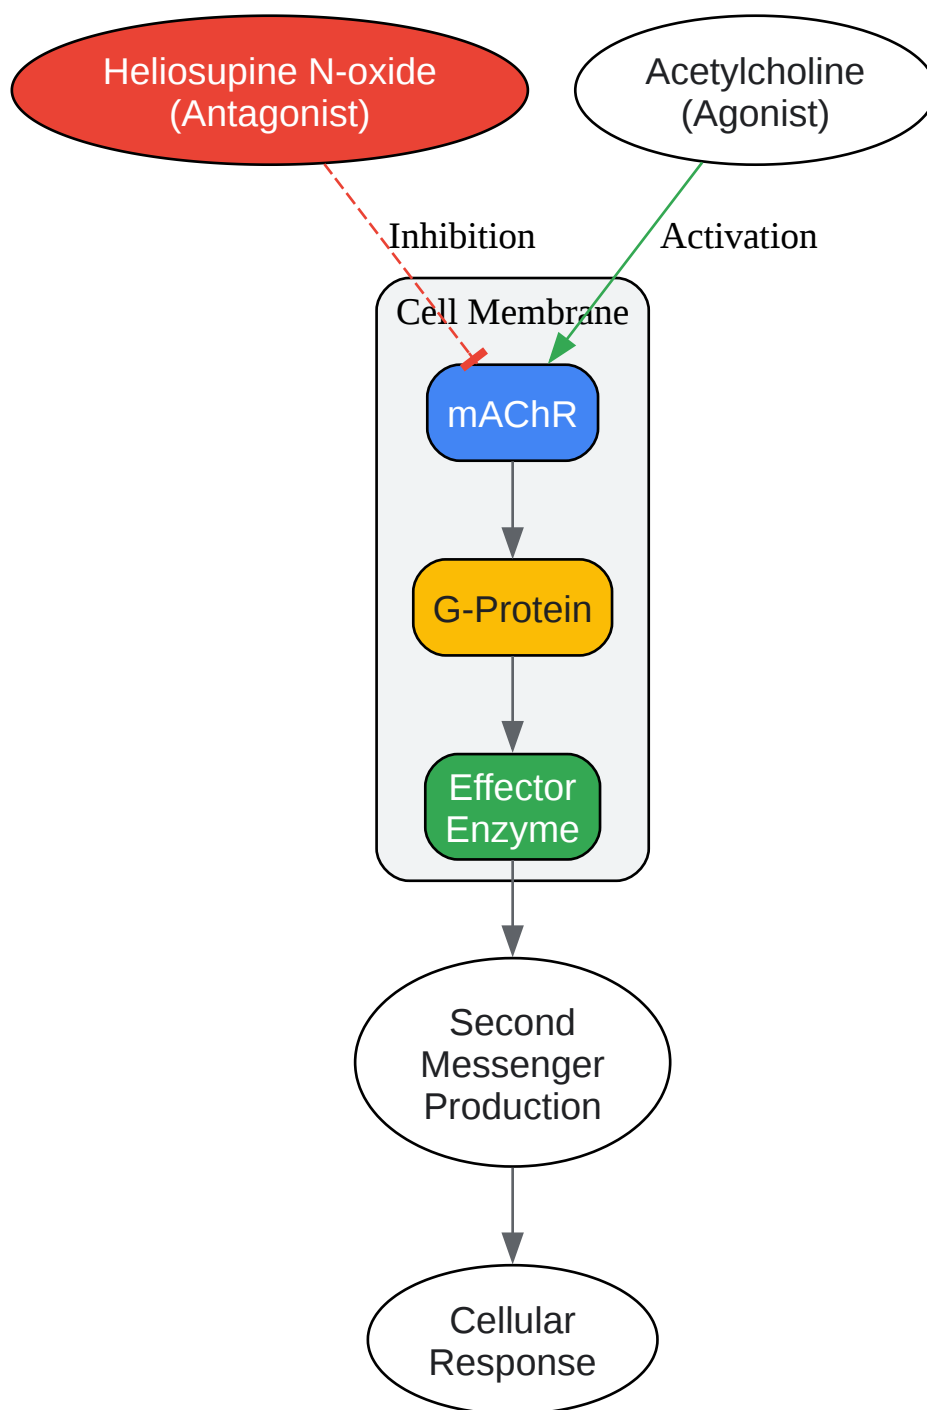 Heliosupine N-oxide
(Antagonist)
Acetylcholine
(Agonist)
Inhibition
Activation
Cell Membrane
mAChR
G-Protein
Effector
Enzyme
Second
Messenger
Production
Cellular
Response